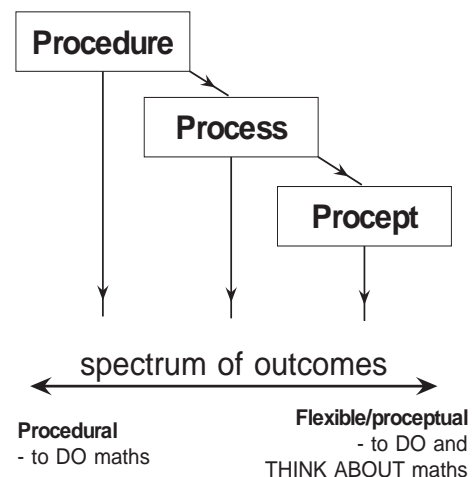 Procedure
Process
Procept
spectrum of outcomes
Procedural
- to DO maths
Flexible/proceptual
- to DO and
THINK ABOUT maths